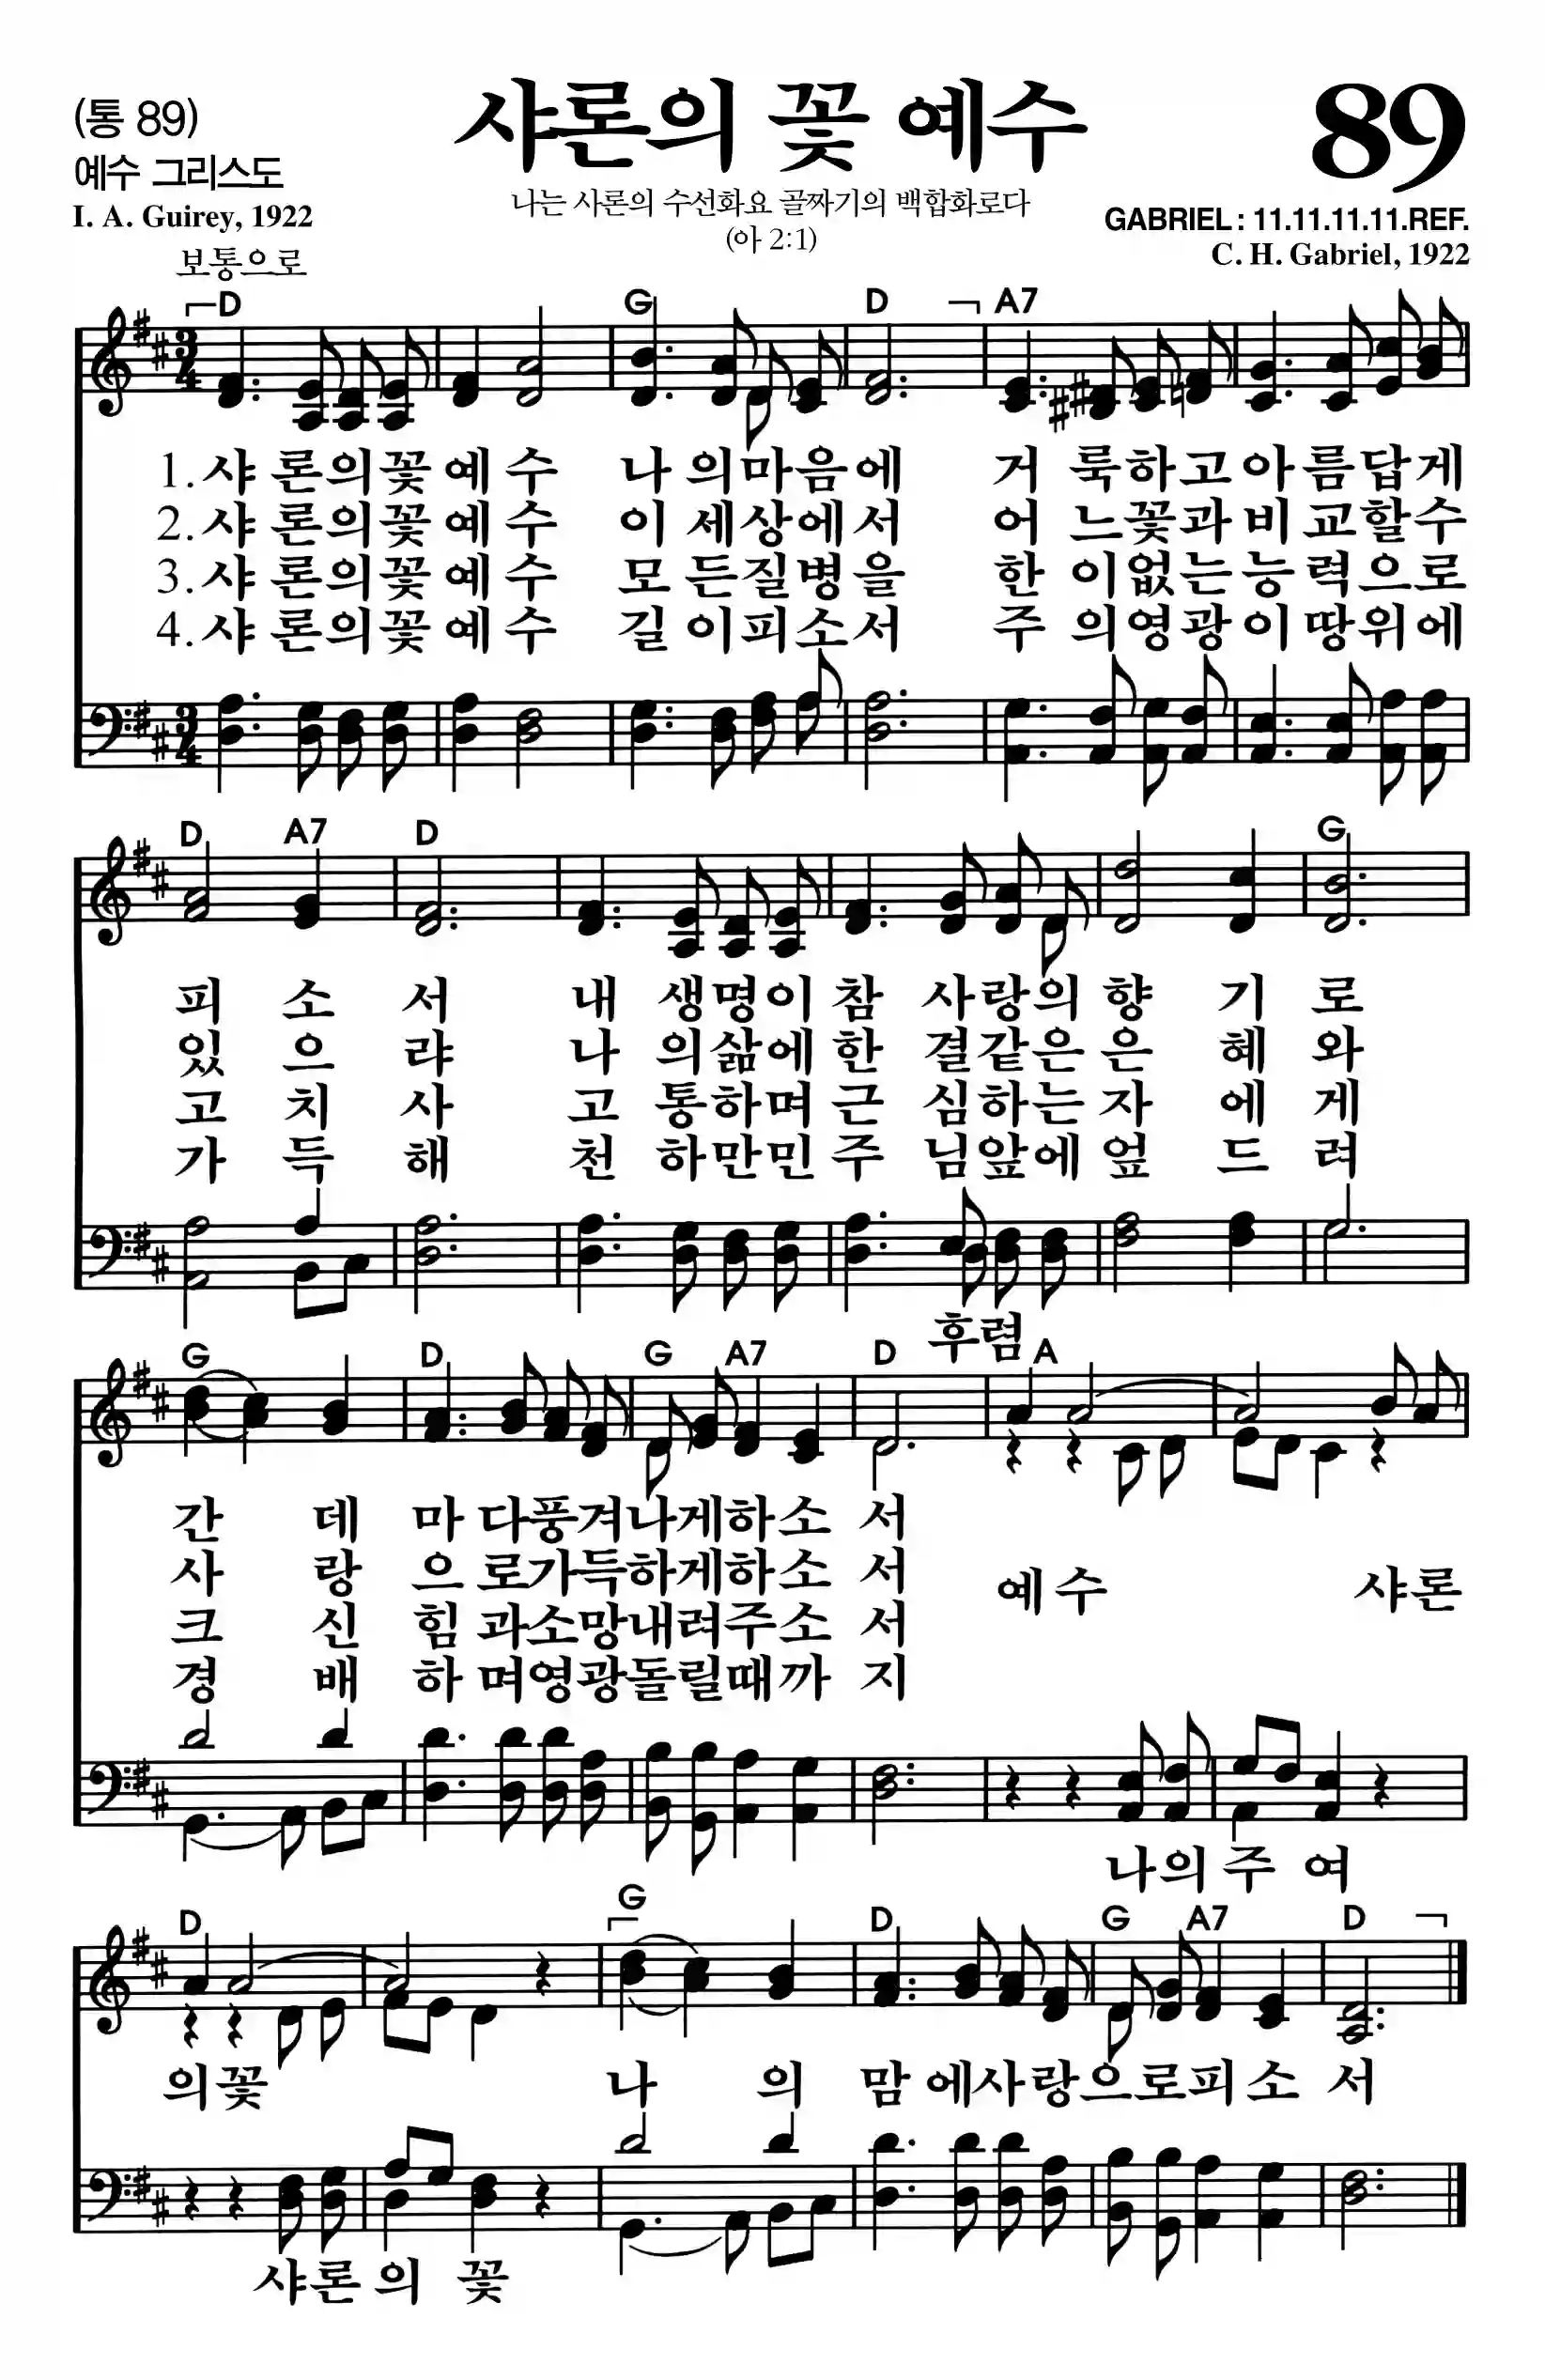 (통 89)
샤론의 꽃 예수
89
예수 그리스도
I. A. Guirey, 1922
나는 사론의 수선화요 골짜기의 백합화로다
(아 2:1)
GABRIEL : 11.11.11.11.REF.
C. H. Gabriel, 1922
보통으로
D G D A7
1. 샤 론의꽃 예 수 나 의마음에 거 룩하고아름답게
2. 샤 론의꽃 예 수 이 세상에서 어 느꽃과비교할수
3. 샤 론의꽃 예 수 모 든질병을 한 이없는능력으로
4. 샤 론의꽃 예 수 길 이피소서 주 의영광이땅위에
D A7 D G
피 소 서 내 생명이 참 사랑의 향 기 로
있 으 랴 나 의삶에 한 결같은 은 혜 와
고 치 사 고 통하며 근 심하는 자 에 게
가 득 해 천 하만민 주 님앞에 엎 드 려
후렴
G D G A7 D A
간 데 마 다풍겨나게하소 서
사 랑 으 로가득하게하소 서
크 신 힘 과소망내려주소 서
경 배 하 며영광돌릴때까 지
예수 샤론
나의 주 여
D G D G A7 D
의꽃 나 의 맘 에사랑으로피소 서
샤론의 꽃